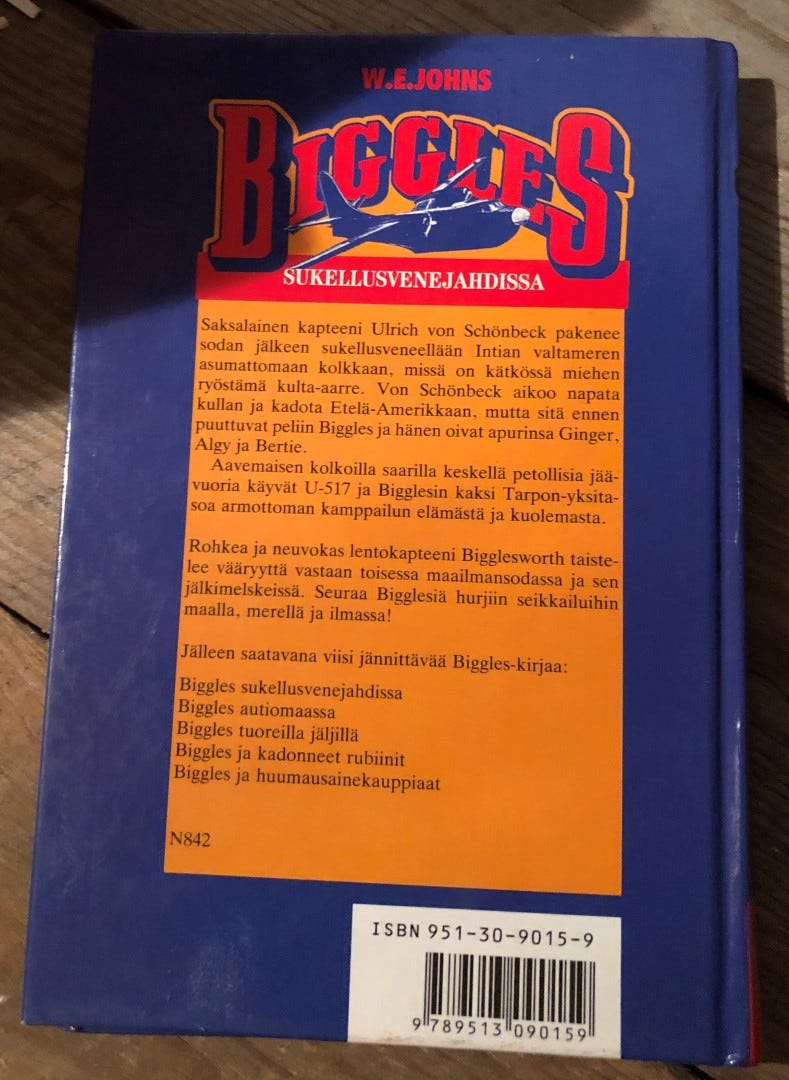 W.E.JOHNS
BIGGLES
SUKELLUSVENEJAHDISSA
Saksalainen kapteeni Ulrich von Schönbeck pakenee
sodan jälkeen sukellusveneellään Intian valtameren
asumattomaan kolkkaan, missä on kätkössä miehen
ryöstämä kulta-aarre. Von Schönbeck aikoo napata
kullan ja kadota Etelä-Amerikkaan, mutta sitä ennen
puuttuvat peliin Biggles ja hänen oivat apurinsa Ginger,
Algy ja Bertie.
Aavemaisen kolkoilla saarilla keskellä petollisia jää-
vuoria käyvät U-517 ja Bigglesin kaksi Tarpon-yksita-
soa armottoman kamppailun elämästä ja kuolemasta.
Rohkea ja neuvokas lentokapteeni Bigglesworth taiste-
lee vääryyttä vastaan toisessa maailmansodassa ja sen
jälkimelskeissä. Seuraa Bigglesiä hurjiin seikkailuihin
maalla, merellä ja ilmassa!
Jälleen saatavana viisi jännittävää Biggles-kirjaa:
Biggles sukellusvenejahdissa
Biggles autiomaassa
Biggles tuoreilla jäljillä
Biggles ja kadonneet rubiinit
Biggles ja huumausainekauppiaat
N842
ISBN 951-30-9015-9
9 789513 090159